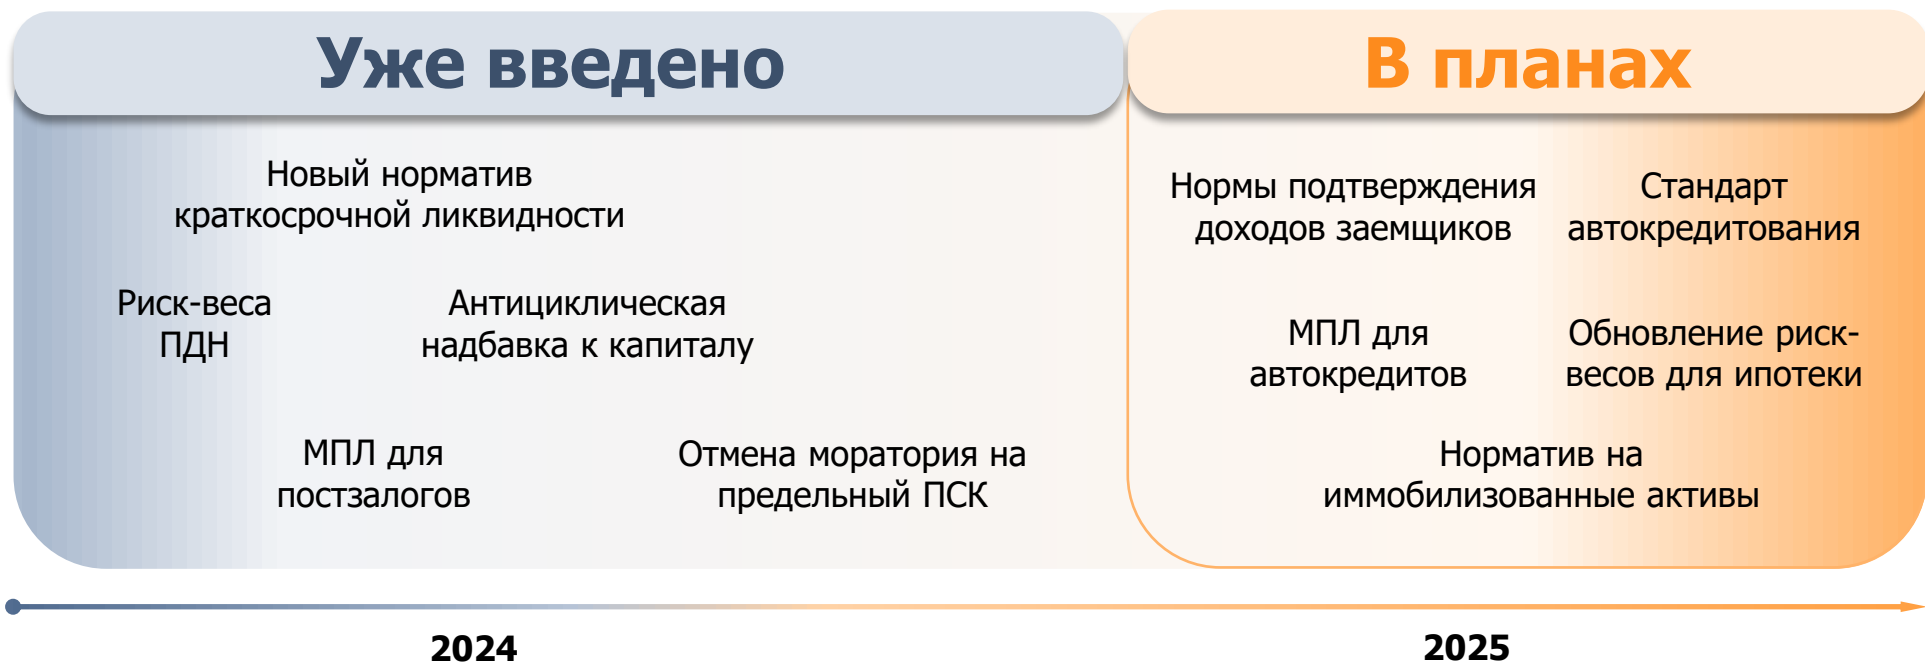 Уже введено
Новый норматив
краткосрочной ликвидности
Риск-веса
ПДН
Антициклическая
надбавка к капиталу
МПЛ для
постзалогов
Отмена моратория на
предельный ПСК
В планах
Нормы подтверждения
доходов заемщиков
Стандарт
автокредитования
МПЛ для
автокредитов
Обновление риск-
весов для ипотеки
Норматив на
иммобилизованные активы
2024
2025